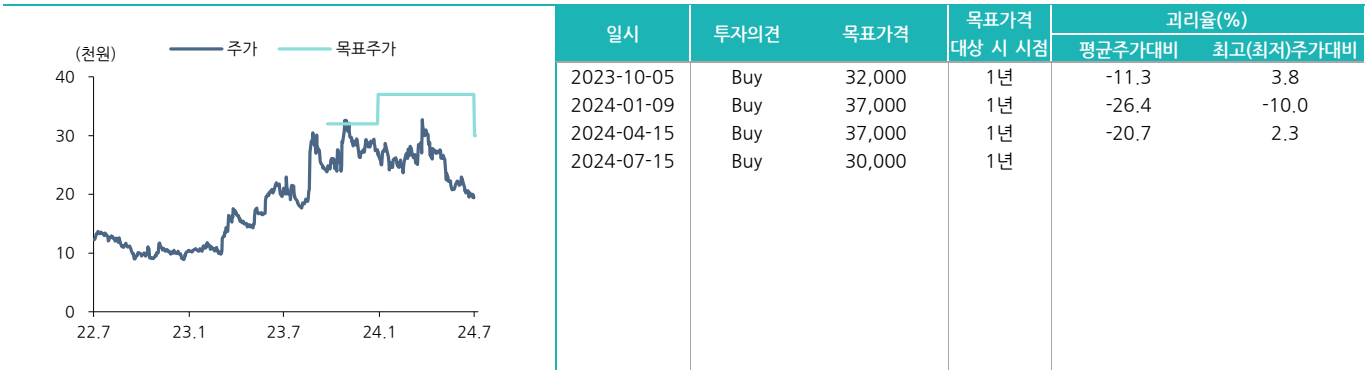 (천원)
주가
목표주가
40
30
20
10
0
22.7 23.1 23.7 24.1 24.7
일시 투자의견 목표가격 목표가격 대상 시 시점 괴리율(%)
평균주가대비 최고(최저)주가대비
2023-10-05 Buy 32,000 1년 -11.3 3.8
2024-01-09 Buy 37,000 1년 -26.4 -10.0
2024-04-15 Buy 37,000 1년 -20.7 2.3
2024-07-15 Buy 30,000 1년